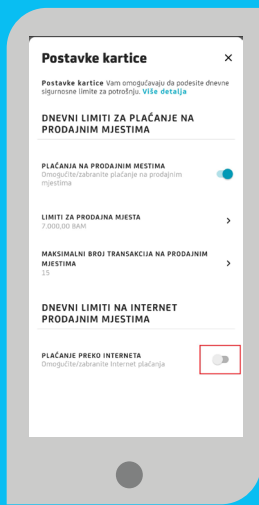 Postavke kartice
Postavke kartice Vam omogućavaju da podesite dnevne
sigurnosne limite za potrošnju. Više detalja
DNEVNI LIMITI ZA PLAĆANJE NA
PRODAJNIM MJESTIMA
PLAĆANJA NA PRODAJNIM MESTIMA
Omogućite/zabranite plaćanje na prodajnim
mjestima
LIMITI ZA PRODAJNA MJESTA
7.000,00 BAM
MAKSIMALNI BROJ TRANSAKCIJA NA PRODAJNIM
MJESTIMA
15
DNEVNI LIMITI NA INTERNET
PRODAJNIM MJESTIMA
PLAĆANJE PREKO INTERNETA
Omogućite/zabranite Internet plaćanja